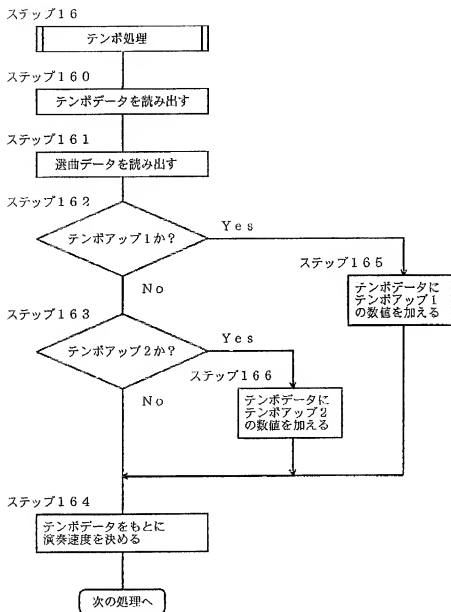 ステップ16
テンポ処理
ステップ160
テンポデータを読み出す
ステップ161
選曲データを読み出す
ステップ162
テンポアップ1か?
Yes
No
ステップ165
テンポデータに
テンポアップ1
の数値を加える
ステップ163
テンポアップ2か?
Yes
No
ステップ166
テンポデータに
テンポアップ2
の数値を加える
ステップ164
テンポデータをもとに
演奏速度を決める
次の処理へ